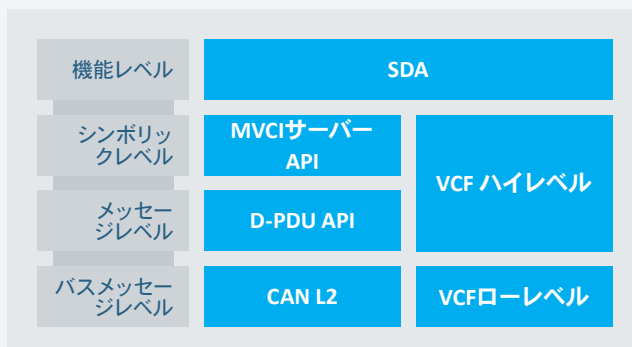 機能レベル
SDA
シンボリッ
クレベル
MVCIサーバー
API
VCF ハイレベル
メッセー
ジレベル
D-PDU API
バスメッセー
ジレベル
CAN L2
VCFローレベル